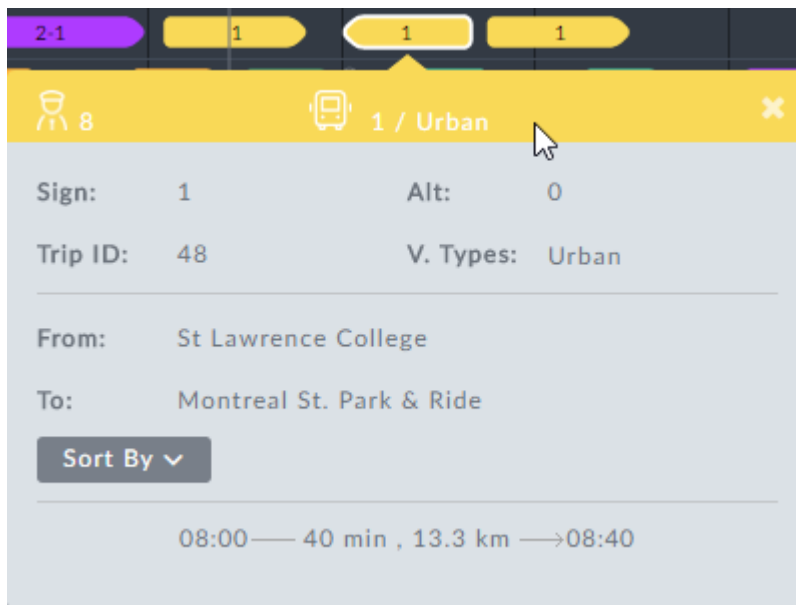 2-1 1 1 1
8 1 / Urban
Sign: 1 Alt: 0
Trip ID: 48 V. Types: Urban
From: St Lawrence College
To: Montreal St. Park & Ride
Sort By
08:00 40 min , 13.3 km 08:40